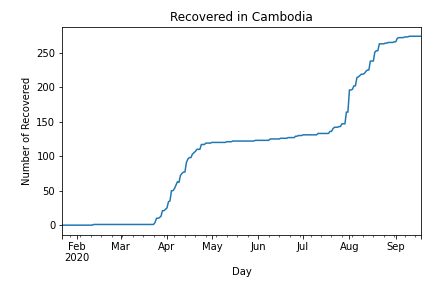 Recovered in Cambodia
Number of Recovered
250
200
150
100
50
0
Feb Mar Apr May Jun Jul Aug Sep
2020
Day